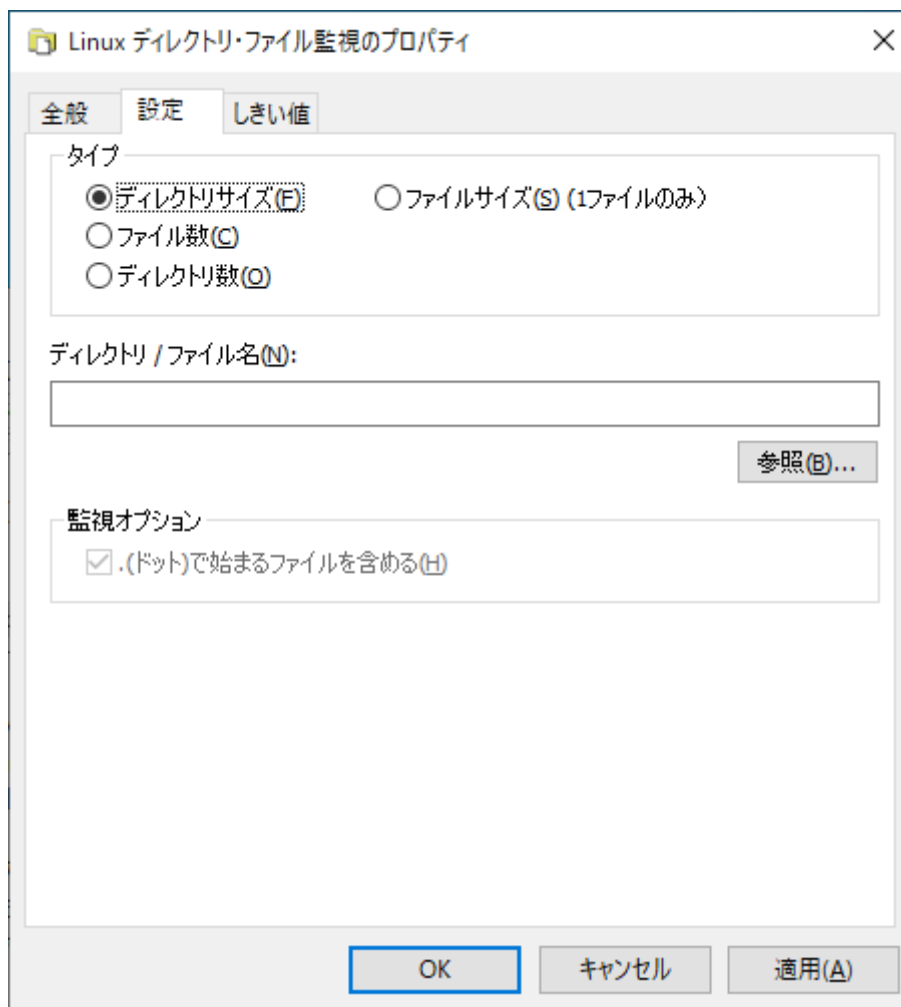 Linux ディレクトリ・ファイル監視のプロパティ
全般 設定 しきい値
タイプ
ディレクトリサイズ(F) ファイルサイズ(S) (1ファイルのみ)
ファイル数(C)
ディレクトリ数(O)
ディレクトリ / ファイル名(N):
参照(B)...
監視オプション
.(ドット)で始まるファイルを含める(H)
OK キャンセル 適用(A)